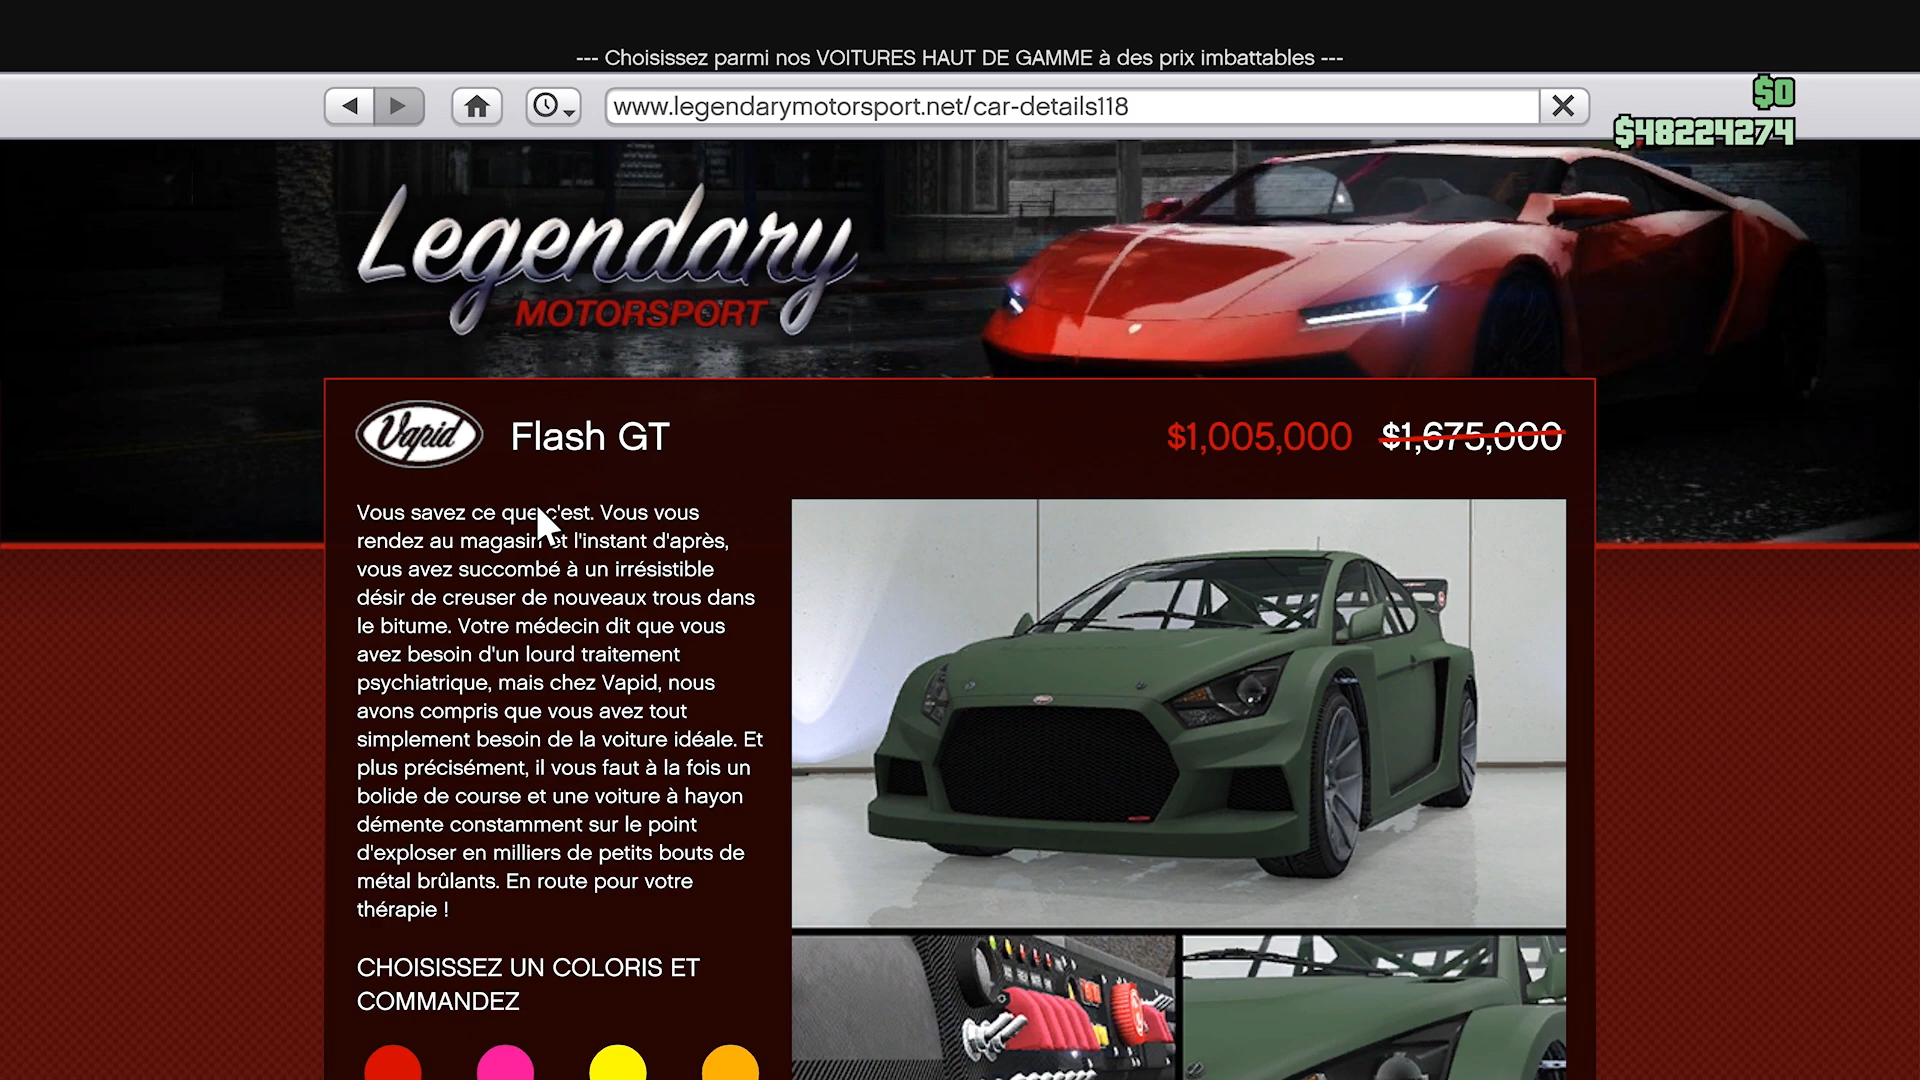 --- Choisissez parmi nos VOITURES HAUT DE GAMME à des prix imbattables ---
www.legendarymotorsport.net/car-details118
$0
$48224274
Legendary
MOTORSPORT
Vapid
Flash GT
$1,005,000 $1,675,000
Vous savez ce que c'est. Vous vous
rendez au magasin et l'instant d'après,
vous avez succombé à un irrésistible
désir de creuser de nouveaux trous dans
le bitume. Votre médecin dit que vous
avez besoin d'un lourd traitement
psychiatrique, mais chez Vapid, nous
avons compris que vous avez tout
simplement besoin de la voiture idéale. Et
plus précisément, il vous faut à la fois un
bolide de course et une voiture à hayon
démente constamment sur le point
d'exploser en milliers de petits bouts de
métal brûlants. En route pour votre
thérapie !
CHOISISSEZ UN COLORIS ET
COMMANDEZ